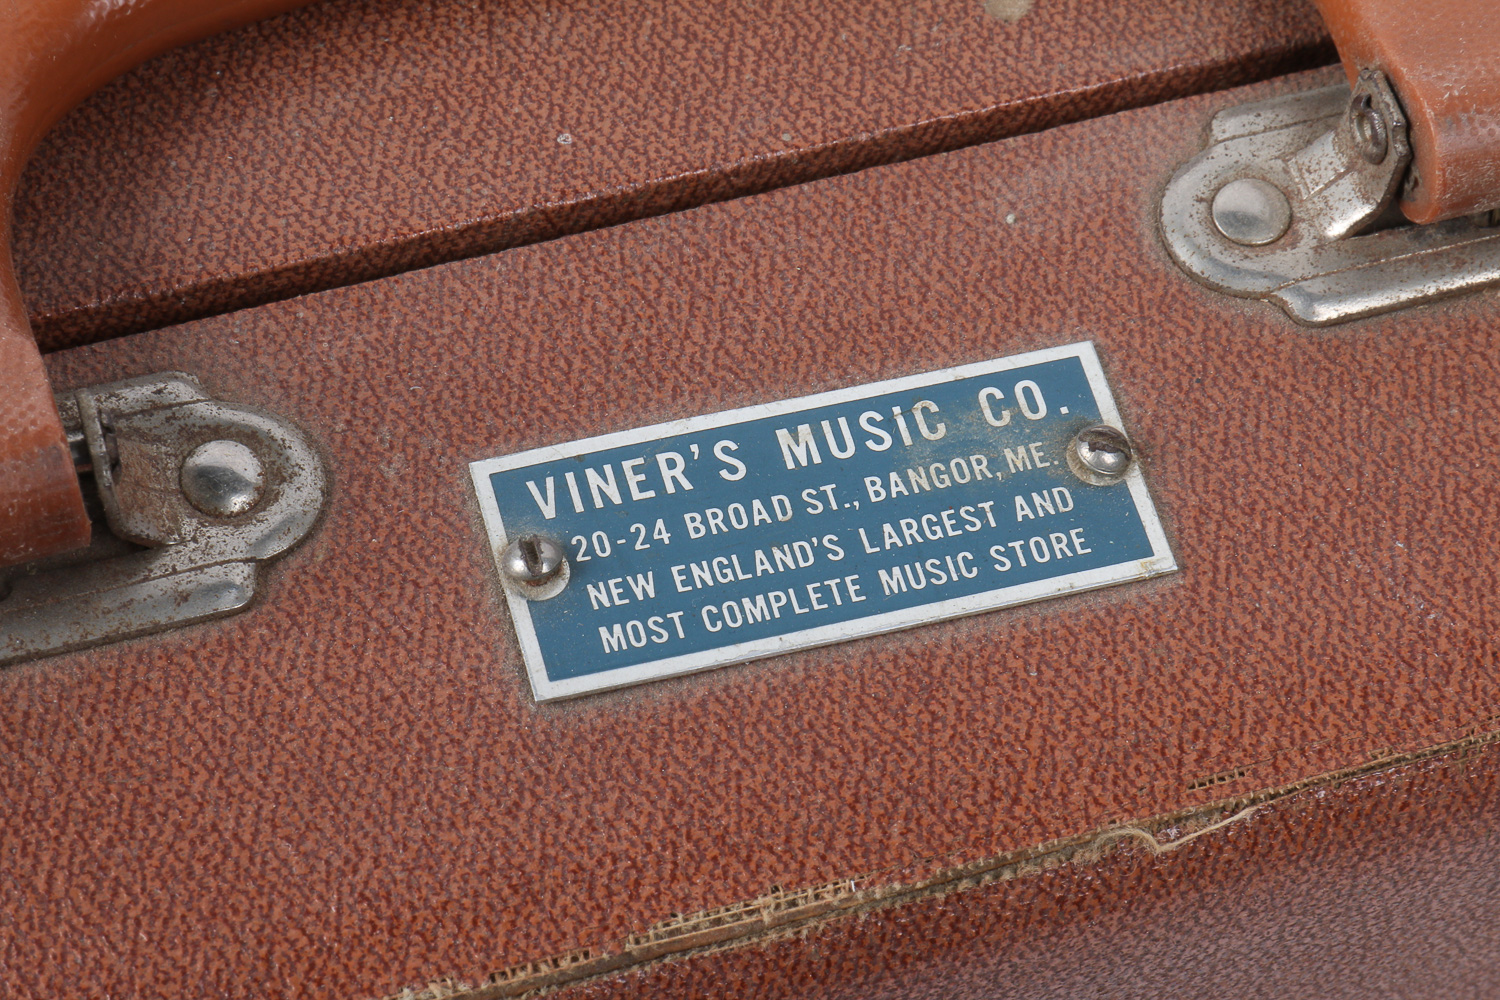 VINER'S MUSIC CO.
20-24 BROAD ST., BANGOR, ME.
NEW ENGLAND'S LARGEST AND
MOST COMPLETE MUSIC STORE